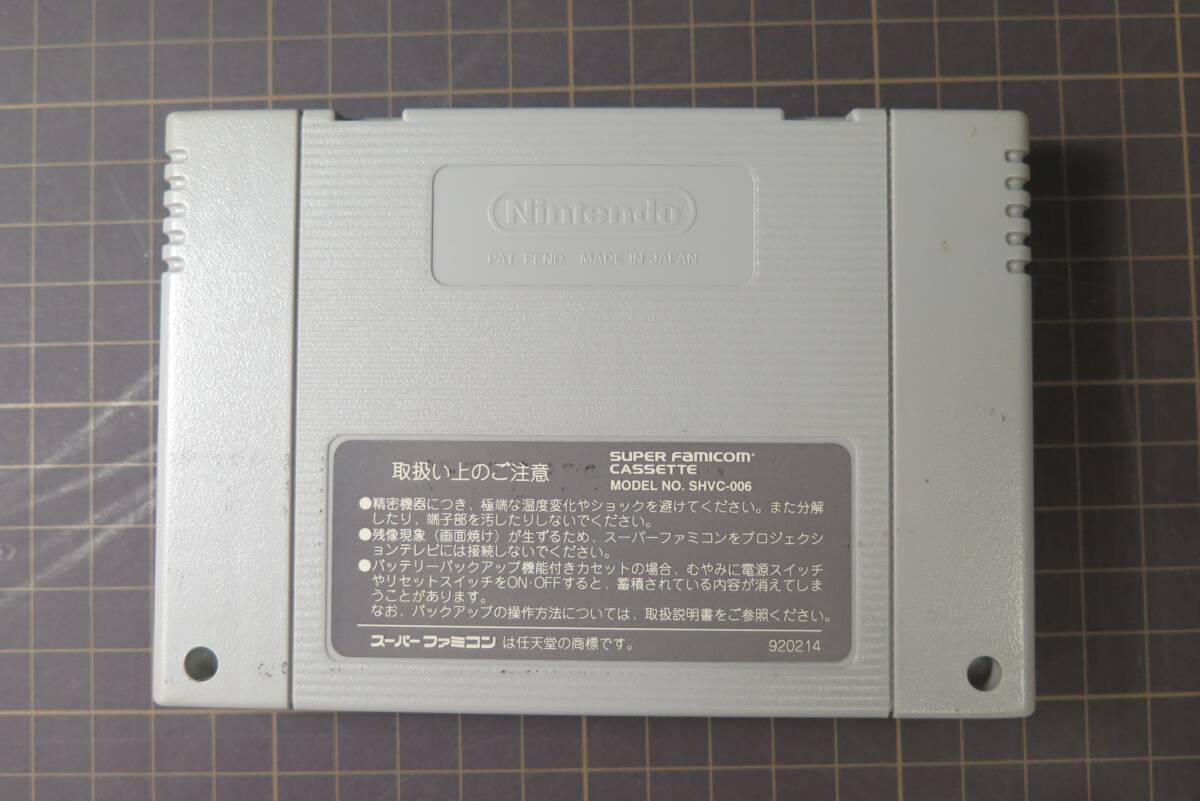 Nintendo
PAT. PEND. MADE IN JAPAN
取扱い上のご注意
SUPER FAMICOM
CASSETTE
MODEL NO. SHVC-006
●精密機器につき、極端な温度変化やショックを避けてください。また分解
したり、端子部を汚したりしないでください。
●残像現象（画面焼け）が生ずるため、スーパーファミコンをプロジェクシ
ョンテレビには接続しないでください。
●バッテリーバックアップ機能付きカセットの場合、むやみに電源スイッチ
やリセットスイッチをON・OFFすると、蓄積されている内容が消えてしま
うことがあります。
なお、バックアップの操作方法については、取扱説明書をご参照ください。
スーパーファミコン は任天堂の商標です。
920214